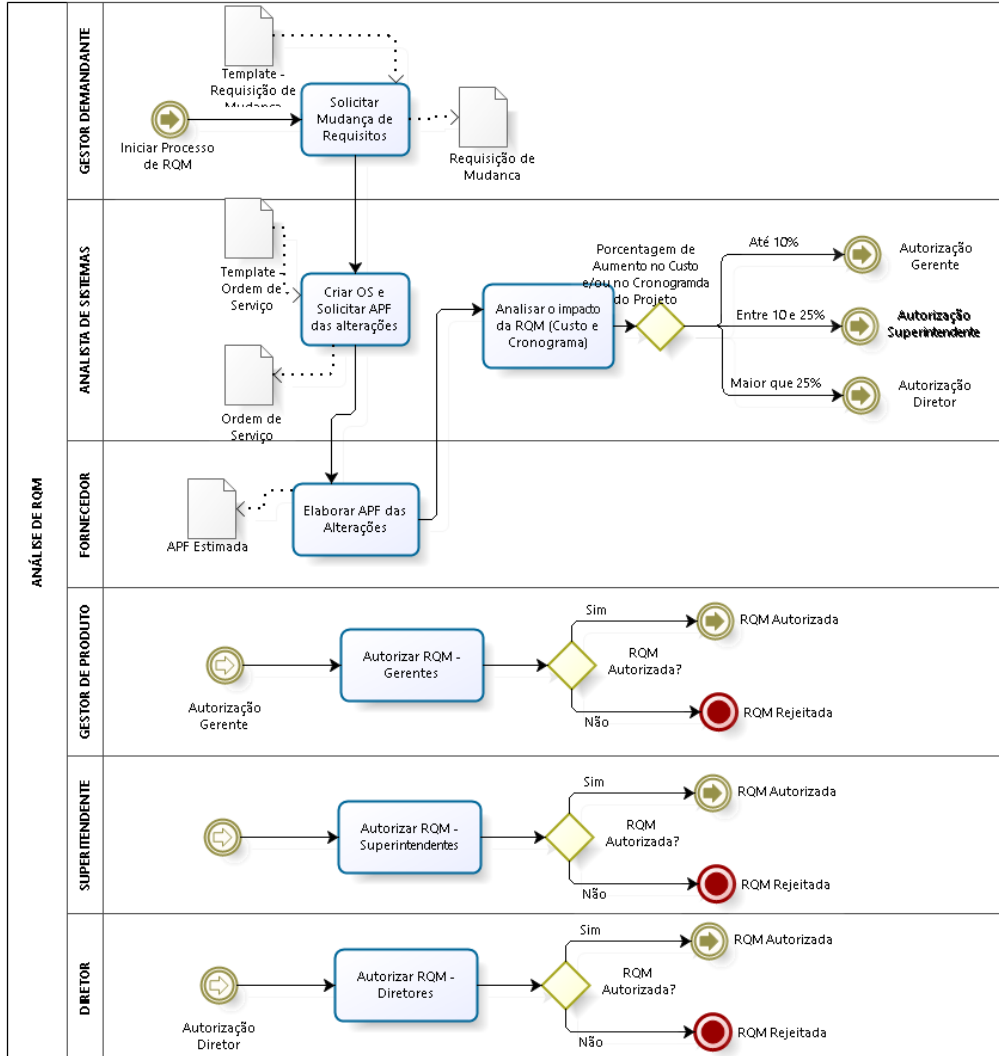 ANÁLISE DE RQM
GESTOR DEMANDANTE
Template -
Requisição de
Mudança
Iniciar Processo
de RQM
Solicitar
Mudança de
Requisitos
Requisição de
Mudanca
ANALISTA DE SISTEMAS
Template -
Ordem de
Serviço
Criar OS e
Solicitar APF
das alterações
Ordem de
Serviço
Analisar o impacto
da RQM (Custo e
Cronograma)
Porcentagem de
Aumento no Custo
e/ou no Cronogramda
do Projeto
Até 10%
Autorização
Gerente
Entre 10 e 25%
Autorização
Superintendente
Maior que 25%
Autorização
Diretor
FORNECEDOR
APF Estimada
Elaborar APF das
Alterações
GESTOR DE PRODUTO
Autorização
Gerente
Autorizar RQM -
Gerentes
RQM
Autorizada?
Sim
RQM Autorizada
Não
RQM Rejeitada
SUPERITENDENTE
Autorizar RQM -
Superintendentes
RQM
Autorizada?
Sim
RQM Autorizada
Não
RQM Rejeitada
DIRETOR
Autorização
Diretor
Autorizar RQM -
Diretores
RQM
Autorizada?
Sim
RQM Autorizada
Não
RQM Rejeitada